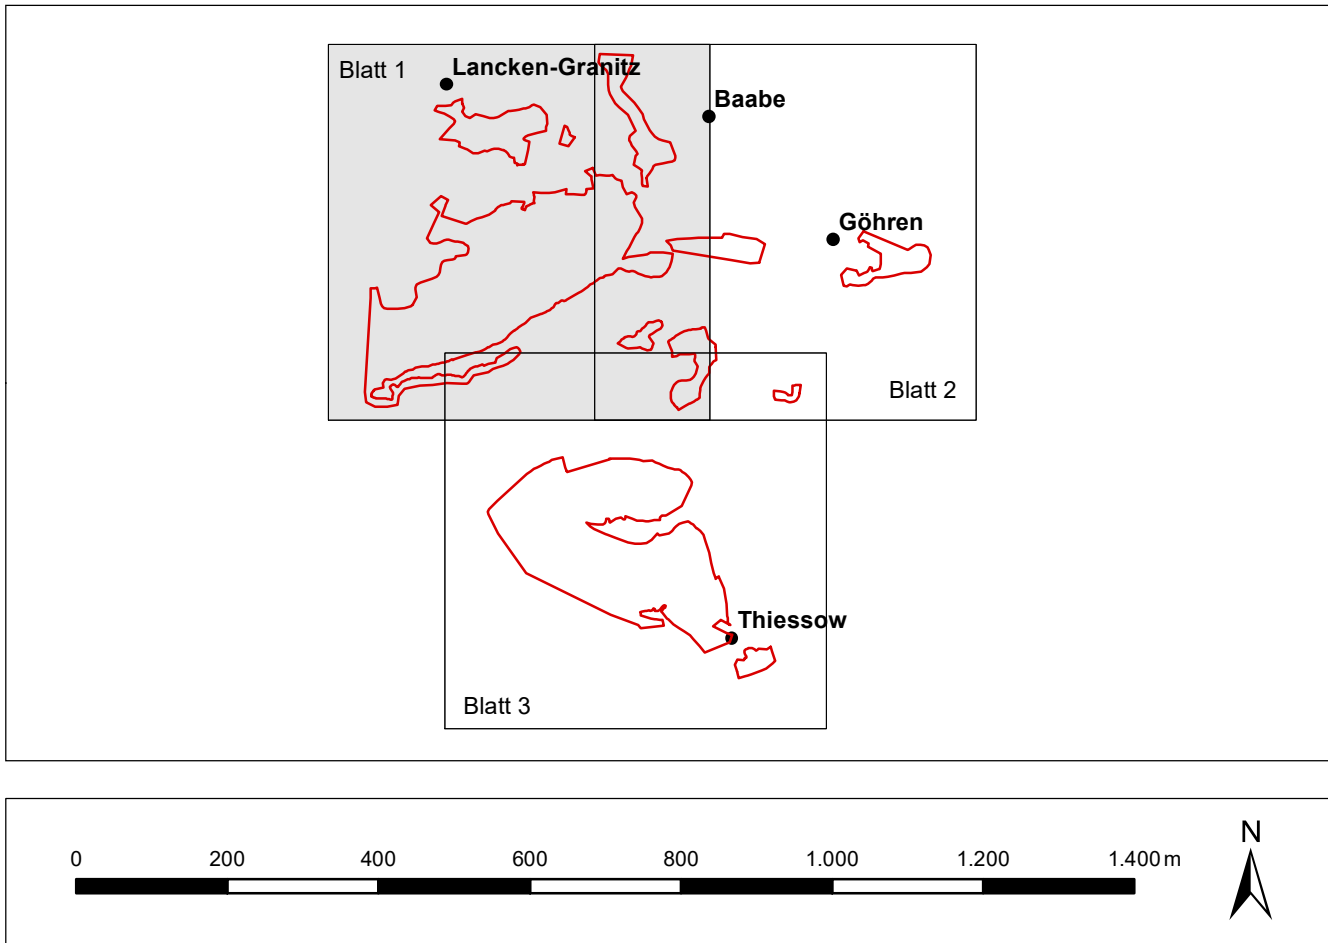 Blatt 1
Lancken-Granitz
Baabe
Göhren
Blatt 2
Thiessow
Blatt 3
0 200 400 600 800 1.000 1.200 1.400 m
N